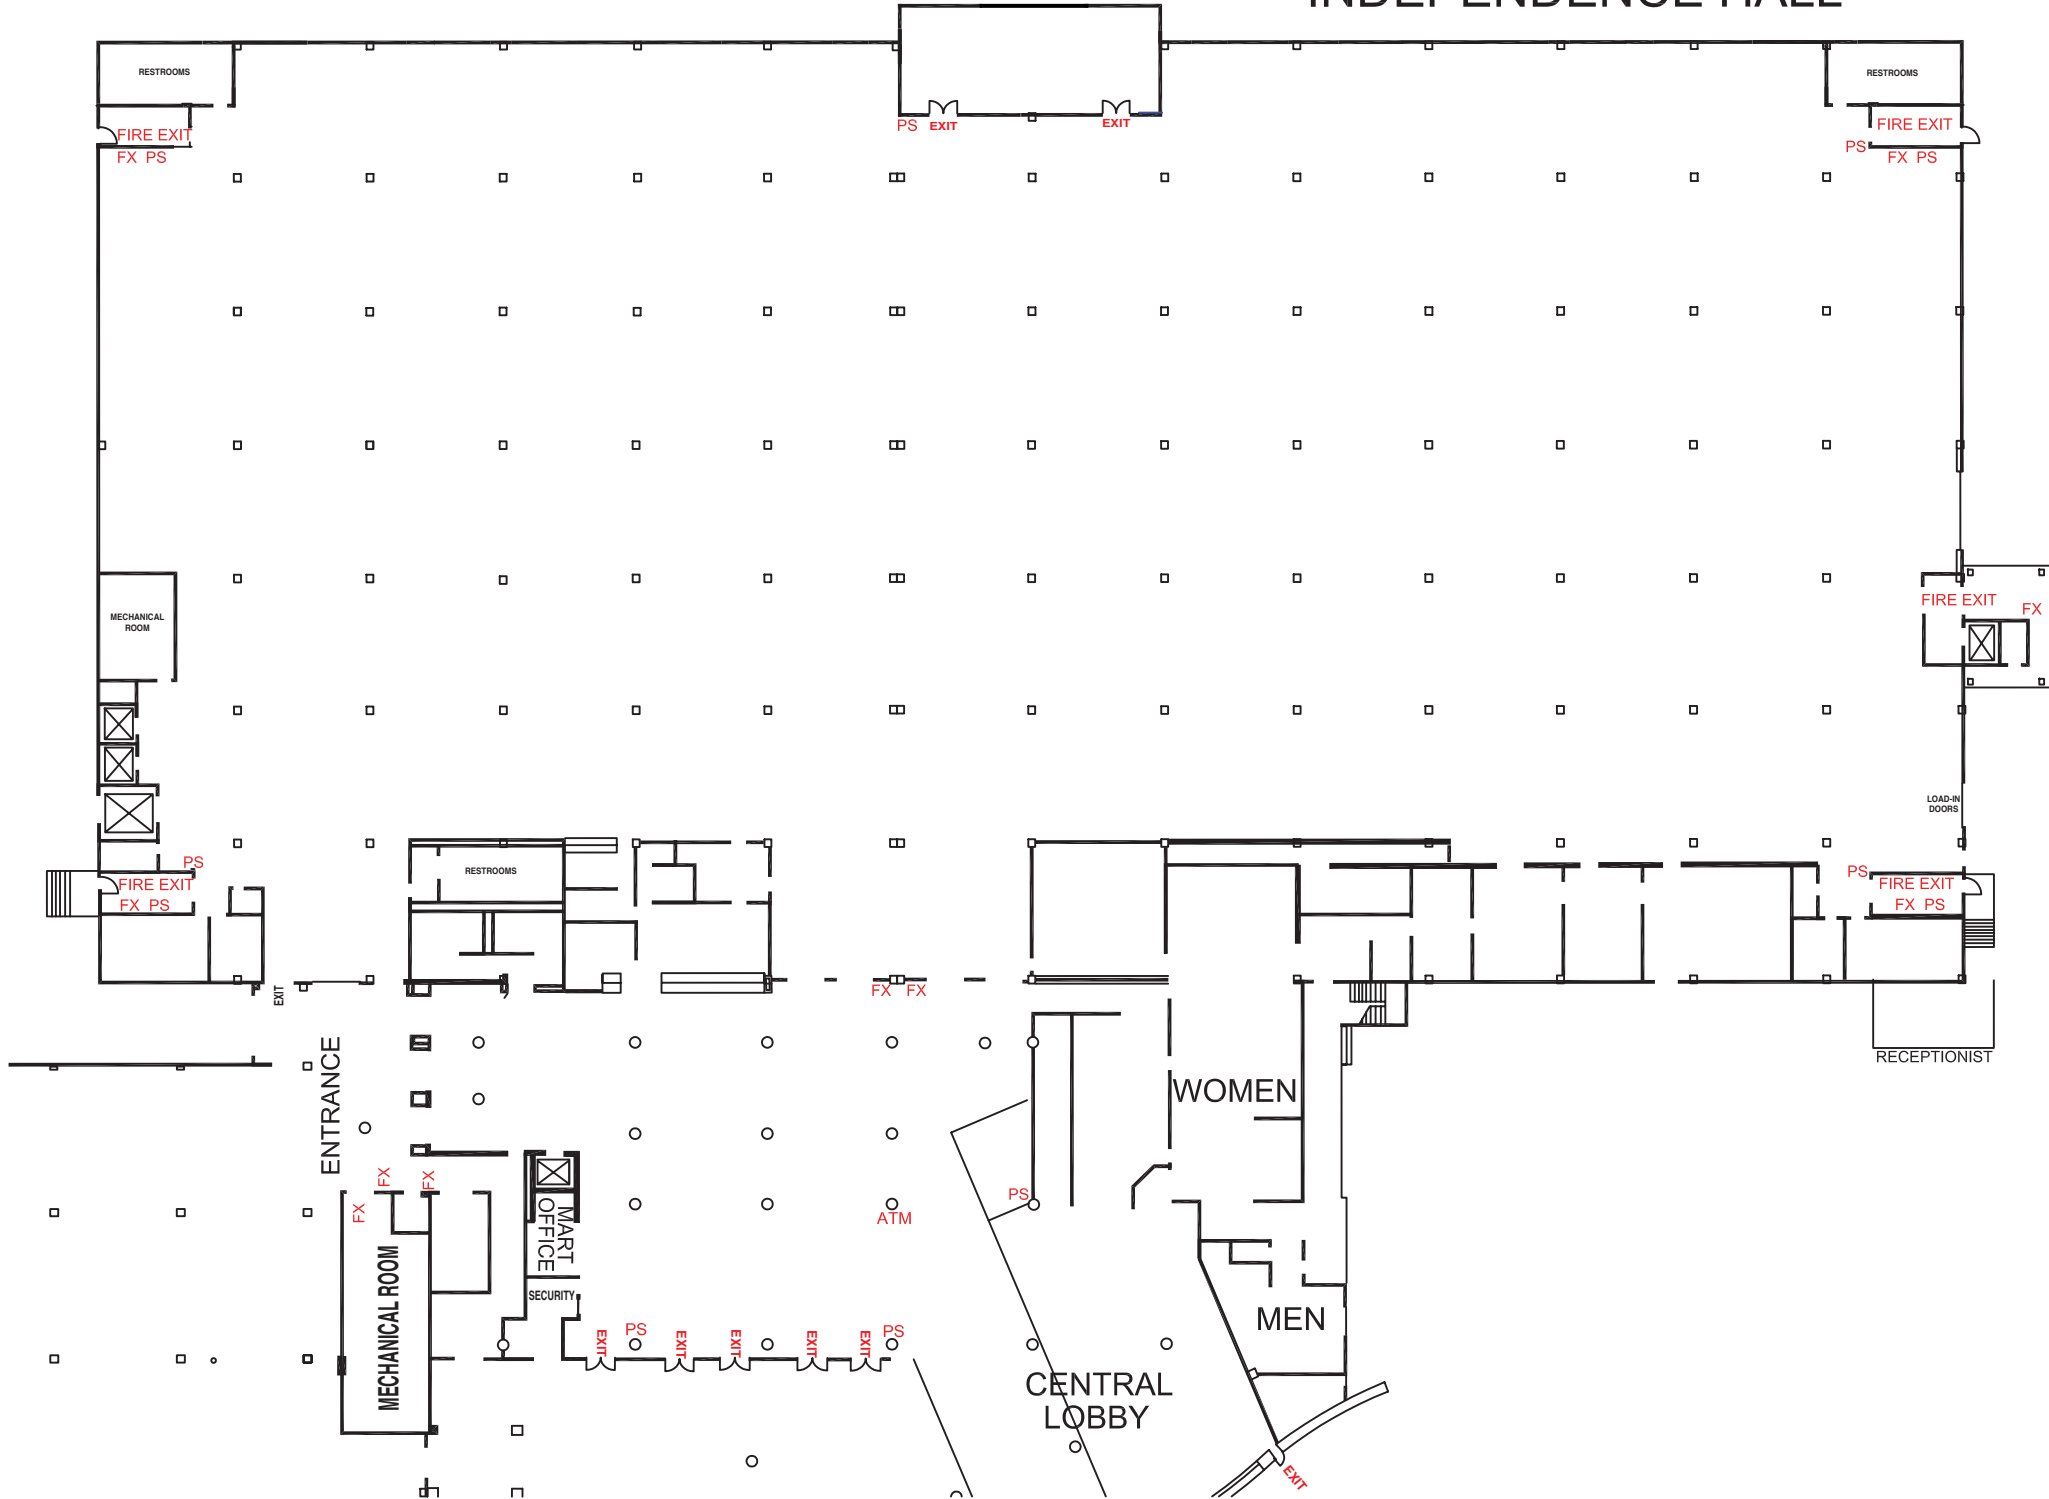 INDEPENDENCE HALL
RESTROOMS
RESTROOMS
FIRE EXIT
FX PS
PS
EXIT
EXIT
FIRE EXIT
PS
FX PS
MECHANICAL
ROOM
FIRE EXIT
FX
LOAD-IN
DOORS
PS
FIRE EXIT
FX PS
RESTROOMS
PS
FIRE EXIT
FX PS
EXIT
FX FX
ENTRANCE
RECEPTIONIST
WOMEN
FX
FX
FX
PS
ATM
MART
OFFICE
MECHANICAL ROOM
SECURITY
MEN
EXIT
PS
EXIT
EXIT
EXIT
EXIT
PS
CENTRAL
LOBBY
EXIT